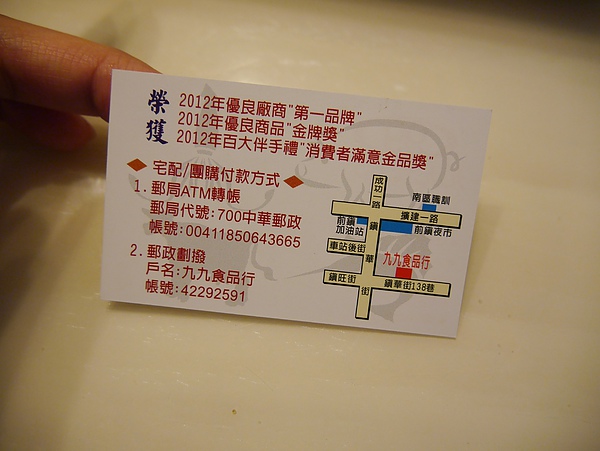 榮獲
2012年優良廠商"第一品牌"
2012年優良商品"金牌獎"
2012年百大伴手禮"消費者滿意金品獎"
宅配/團購付款方式
1.郵局ATM轉帳
郵局代號:700中華郵政
帳號:00411850643665
2.郵政劃撥
戶名:九九食品行
帳號:42292591
成功一路
南區職訓
擴建一路
前鎮加油站
前鎮夜市
鎮華街
車站後街
九九食品行
鎮旺街
鎮華街138巷